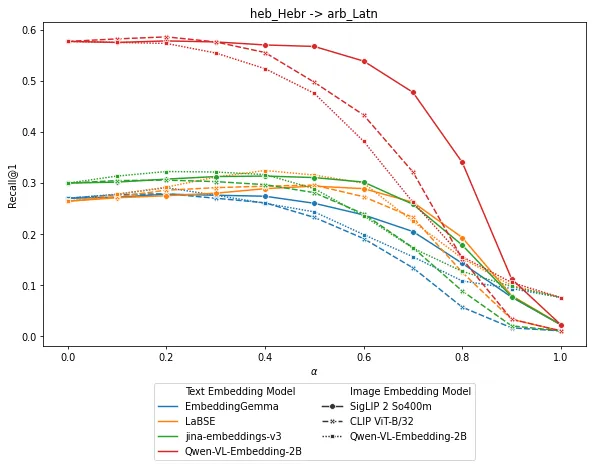 heb_Hebr -> arb_Latn
Recall@1
0.6
0.5
0.4
0.3
0.2
0.1
0.0
0.0 0.2 0.4 0.6 0.8 1.0
α
Text Embedding Model
EmbeddingGemma
LaBSE
jina-embeddings-v3
Qwen-VL-Embedding-2B
Image Embedding Model
SigLIP 2 So400m
CLIP ViT-B/32
Qwen-VL-Embedding-2B